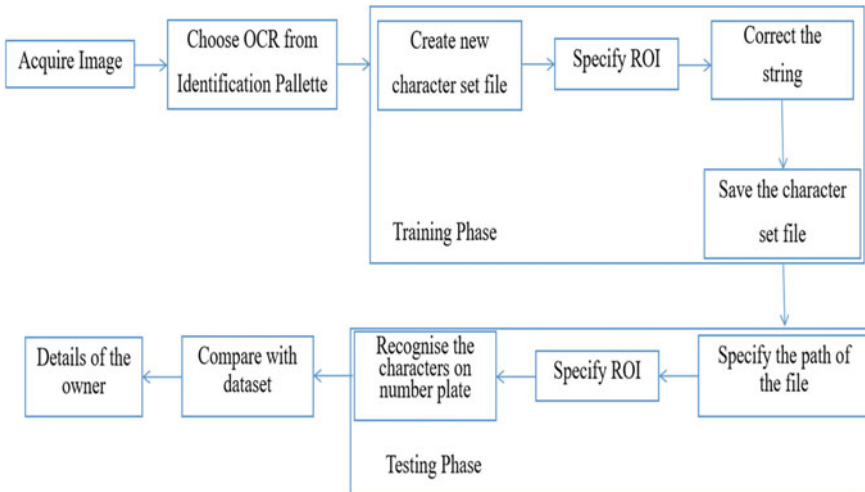 Acquire Image
Choose OCR from
Identification Pallette
Create new
character set file
Specify ROI
Correct the
string
Save the character
set file
Training Phase
Specify the path of
the file
Specify ROI
Recognise the
characters on
number plate
Compare with
dataset
Details of the
owner
Testing Phase